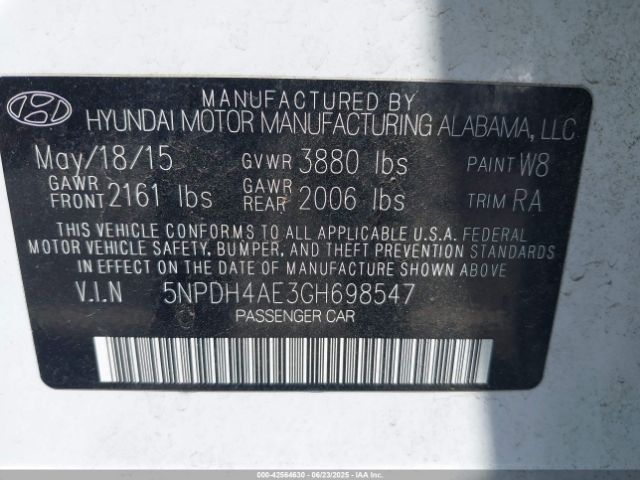 MANUFACTURED BY
HYUNDAI MOTOR MANUFACTURING ALABAMA, LLC
May/18/15 GVWR 3880 lbs PAINT W8
GAWR FRONT 2161 lbs GAWR REAR 2006 lbs TRIM RA
THIS VEHICLE CONFORMS TO ALL APPLICABLE U.S.A. FEDERAL
MOTOR VEHICLE SAFETY, BUMPER, AND THEFT PREVENTION STANDARDS
IN EFFECT ON THE DATE OF MANUFACTURE SHOWN ABOVE.
V.I.N 5NPDH4AE3GH698547
PASSENGER CAR
000-42564630 - 06/23/2025 - IAAI.COM